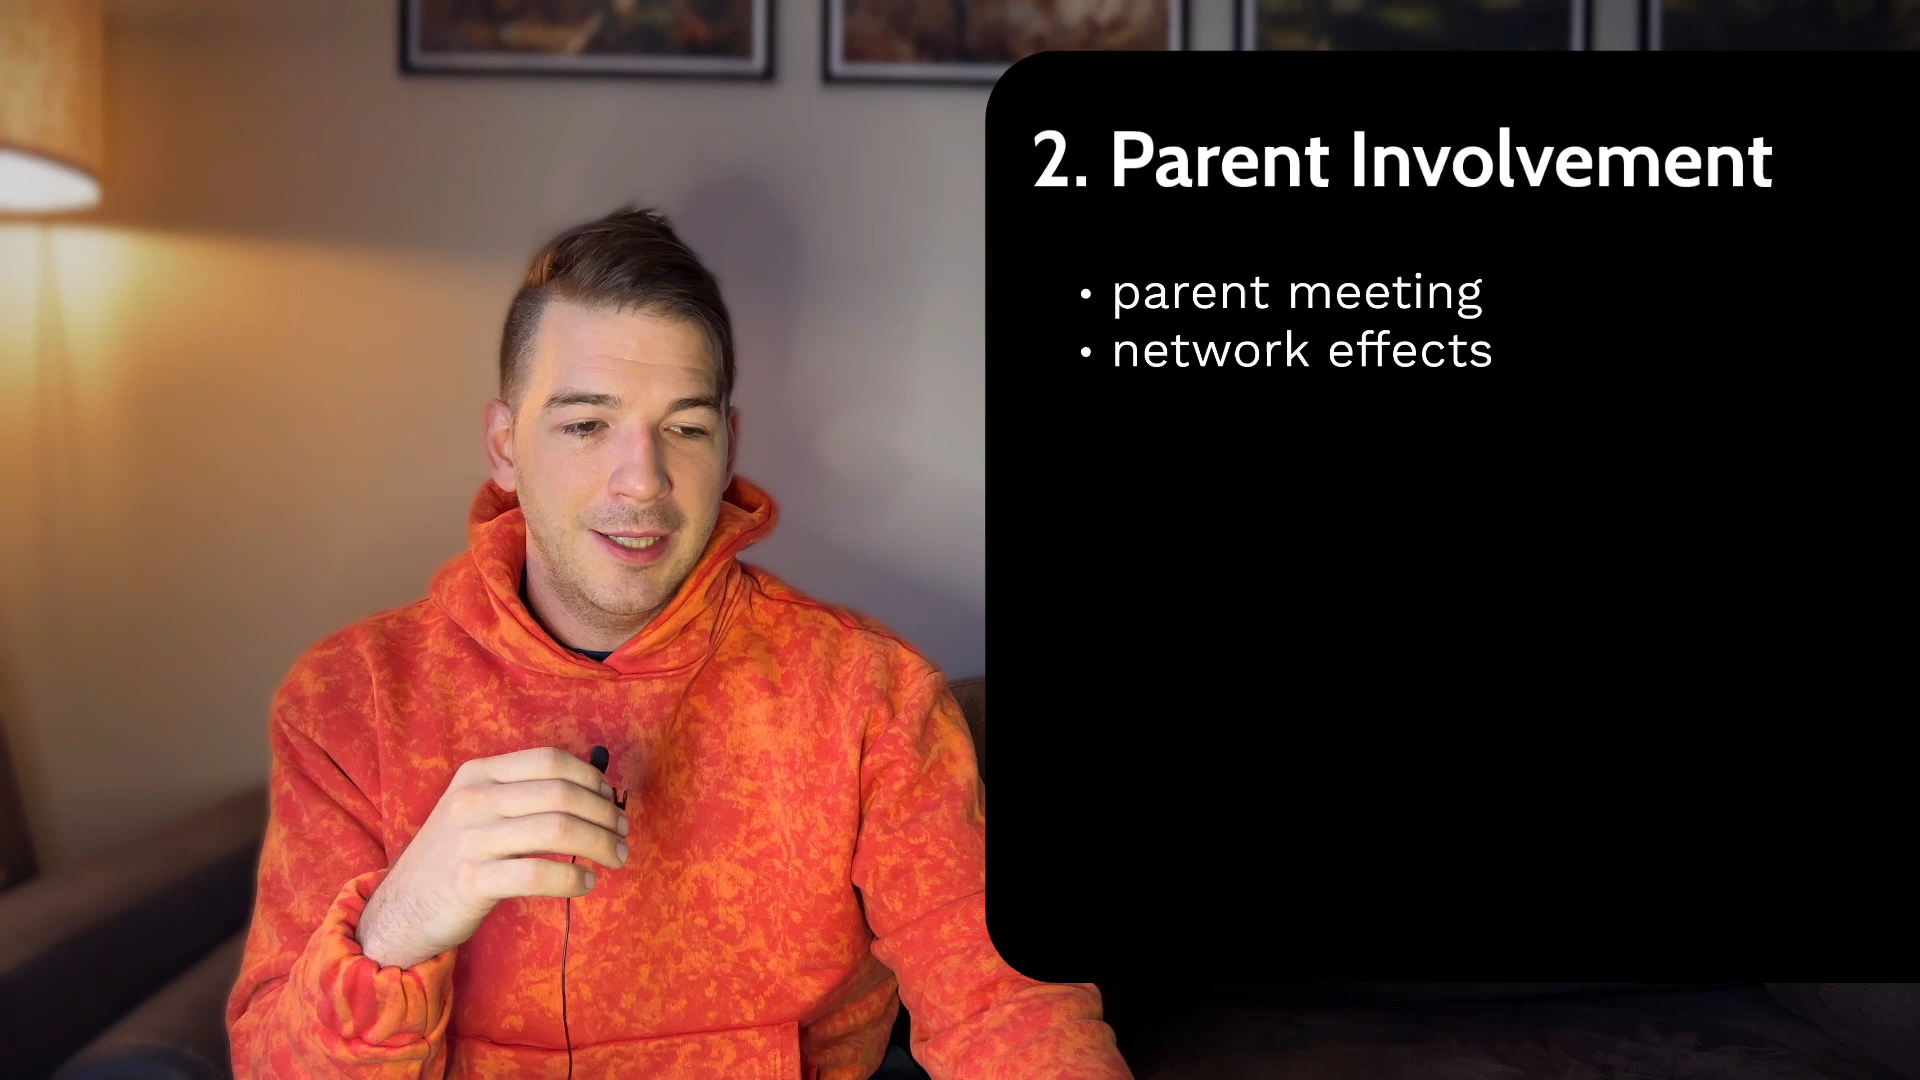 2. Parent Involvement
• parent meeting
• network effects